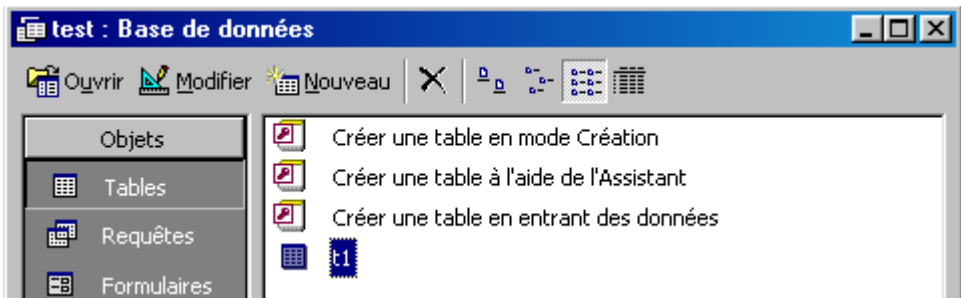 test : Base de données
Ouvrir Modifier Nouveau
Objets
Tables
Requêtes
Formulaires
Créer une table en mode Création
Créer une table à l'aide de l'Assistant
Créer une table en entrant des données
t1